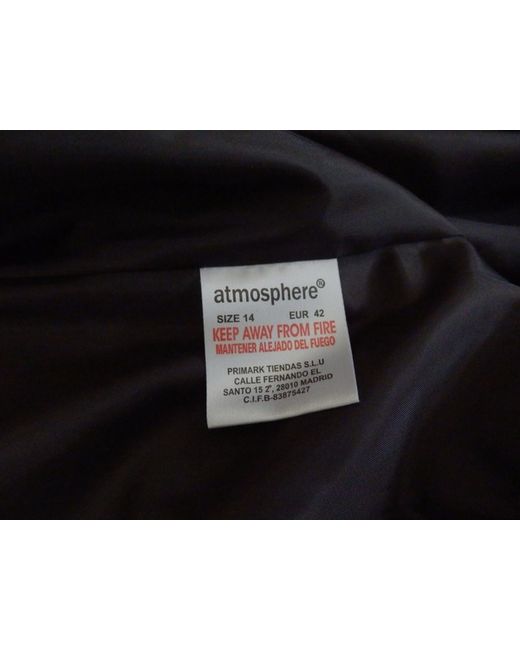 atmosphere®
SIZE 14 EUR 42
KEEP AWAY FROM FIRE
MANTENER ALEJADO DEL FUEGO
PRIMARK TIENDAS S.L.U
CALLE FERNANDO EL
SANTO 15 2ª, 28010 MADRID
C.I.F.B-83875427